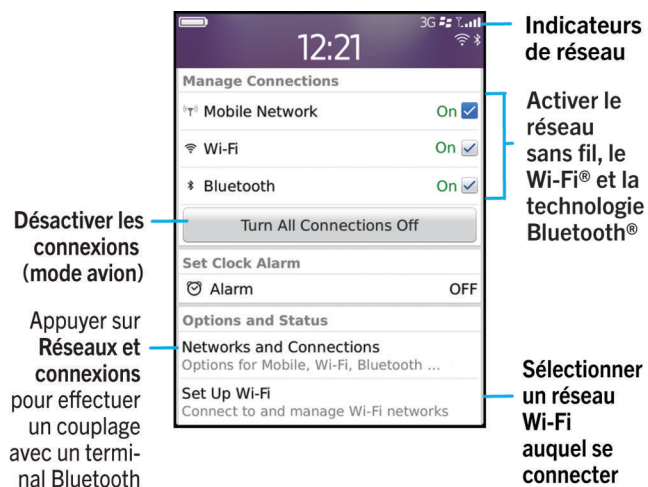 3G
12:21
Manage Connections
Mobile Network On
Wi-Fi On
Bluetooth On
Turn All Connections Off
Set Clock Alarm
Alarm OFF
Options and Status
Networks and Connections
Options for Mobile, Wi-Fi, Bluetooth ...
Set Up Wi-Fi
Connect to and manage Wi-Fi networks
Désactiver les
connexions
(mode avion)
Appuyer sur
Réseaux et
connexions
pour effectuer
un couplage
avec un termi-
nal Bluetooth
Indicateurs
de réseau
Activer le
réseau
sans fil, le
Wi-Fi® et la
technologie
Bluetooth®
Sélectionner
un réseau
Wi-Fi
auquel se
connecter